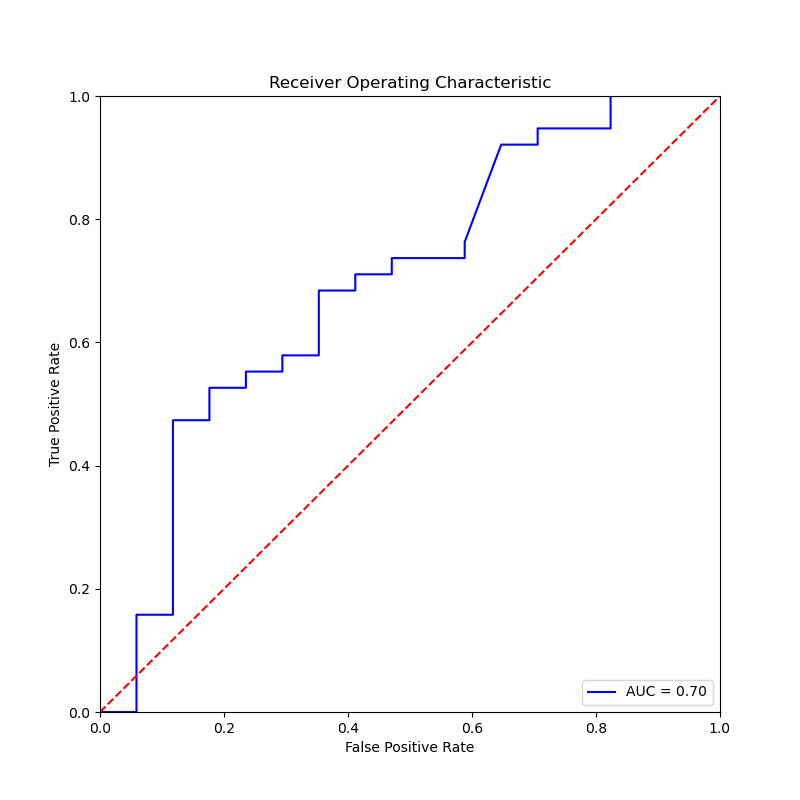 Receiver Operating Characteristic
True Positive Rate
1.0
0.8
0.6
0.4
0.2
0.0
AUC = 0.70
0.0 0.2 0.4 0.6 0.8 1.0
False Positive Rate